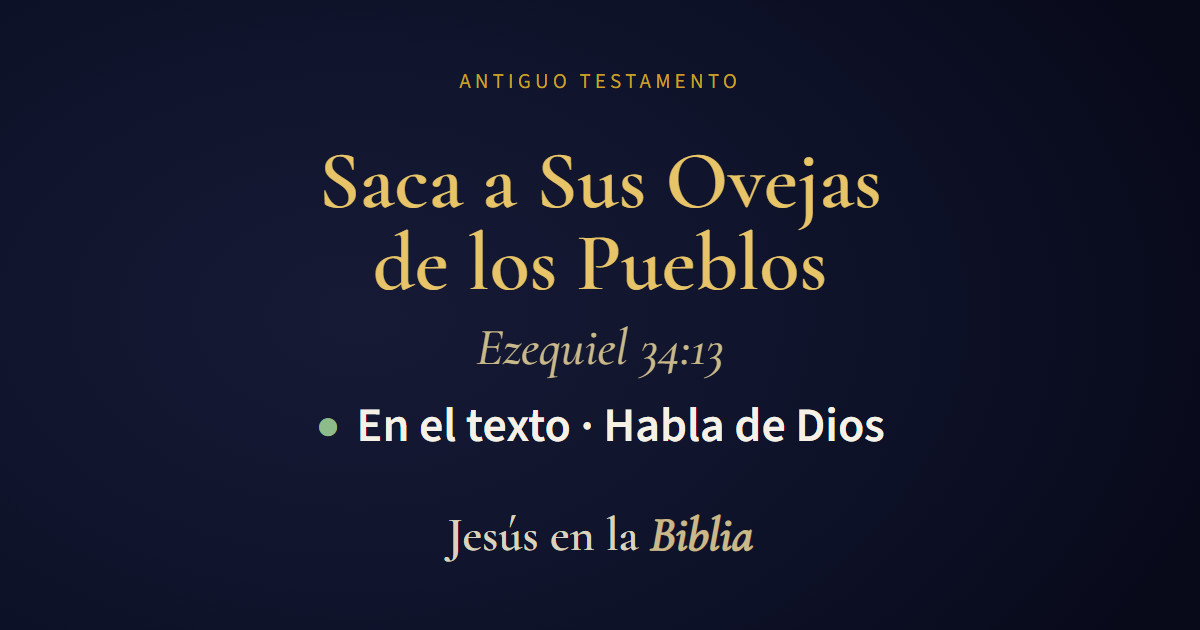 ANTIGUO TESTAMENTO
Saca a Sus Ovejas
de los Pueblos
Ezequiel 34:13
En el texto · Habla de Dios
Jesús en la Biblia